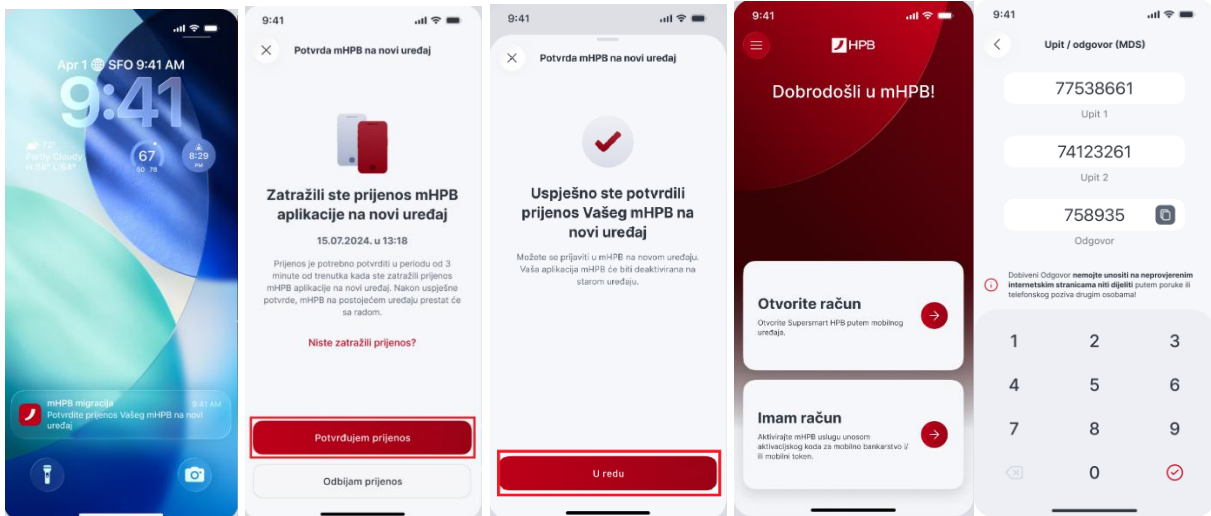 Apr 1 SFO 9:41 AM
9:41
72°
Partly Cloudy
67
50 78
8:29
PM
mHPB migracija 9:41 AM
Potvrdite prijenos Vašeg mHPB na novi
uređaj
9:41
Potvrda mHPB na novi uređaj
Zatražili ste prijenos mHPB
aplikacije na novi uređaj
15.07.2024. u 13:18
Prijenos je potrebno potvrditi u periodu od 3
minute od trenutka kada ste zatražili prijenos
mHPB aplikacije na novi uređaj. Nakon uspješne
potvrde, mHPB na postojećem uređaju prestat će
sa radom.
Niste zatražili prijenos?
Potvrđujem prijenos
Odbijam prijenos
9:41
Potvrda mHPB na novi uređaj
Uspješno ste potvrdili
prijenos Vašeg mHPB na
novi uređaj
Možete se prijaviti u mHPB na novom uređaju.
Vaša aplikacija mHPB će biti deaktivirana na
starom uređaju.
U redu
9:41
HPB
Dobrodošli u mHPB!
Otvorite račun
Otvorite Supersmart HPB putem mobilnog
uređaja.
Imam račun
Aktivirajte mHPB uslugu unosom
aktivacijskog koda za mobilno bankarstvo i/
ili mobilni token.
9:41
Upit / odgovor (MDS)
77538661
Upit 1
74123261
Upit 2
758935
Odgovor
Dobiveni Odgovor nemojte unositi na neprovjerenim
internetskim stranicama niti dijeliti putem poruke ili
telefonskog poziva drugim osobama!
1 2 3
4 5 6
7 8 9
0